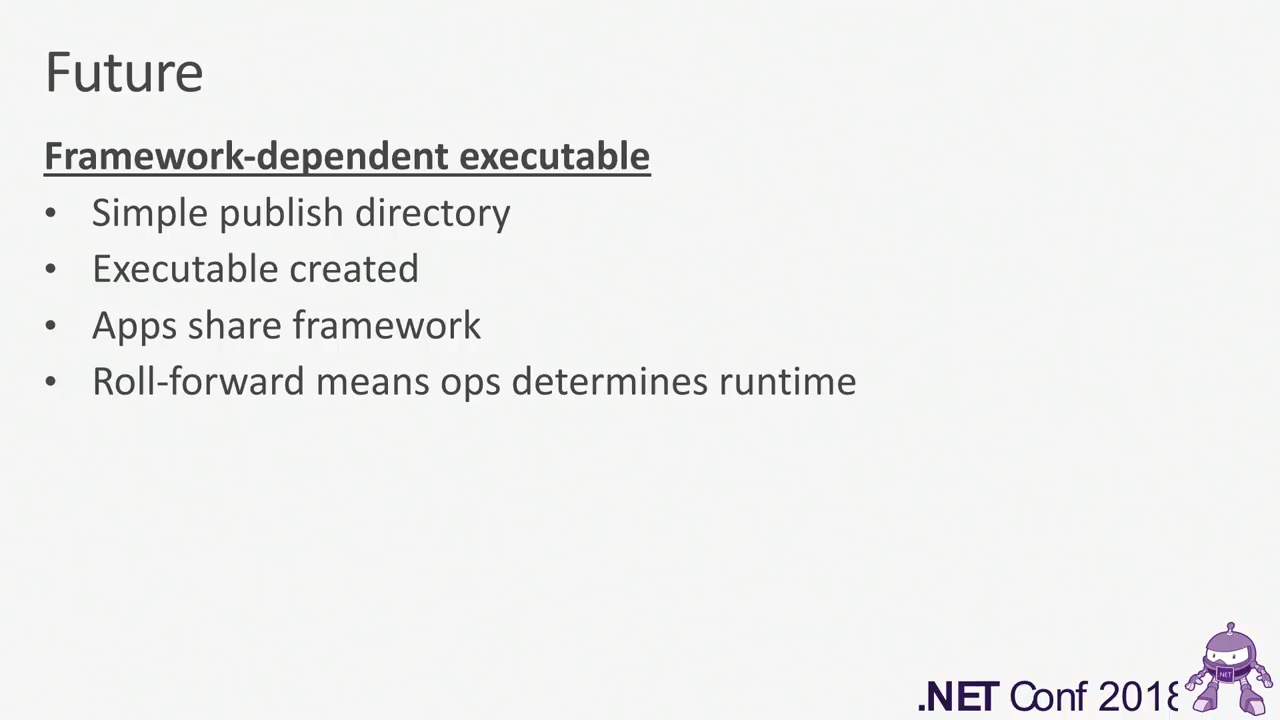 Future
Framework-dependent executable
• Simple publish directory
• Executable created
• Apps share framework
• Roll-forward means ops determines runtime
.NET Conf 2018
.NET